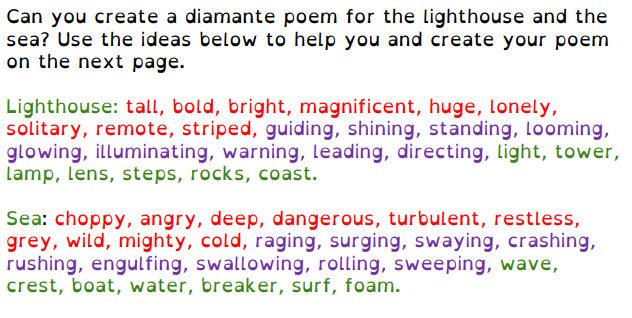 Can you create a diamante poem for the lighthouse and the
sea? Use the ideas below to help you and create your poem
on the next page.
Lighthouse: tall, bold, bright, magnificent, huge, lonely,
solitary, remote, striped, guiding, shining, standing, looming,
glowing, illuminating, warning, leading, directing, light, tower,
lamp, lens, steps, rocks, coast.
Sea: choppy, angry, deep, dangerous, turbulent, restless,
grey, wild, mighty, cold, raging, surging, swaying, crashing,
rushing, engulfing, swallowing, rolling, sweeping, wave,
crest, boat, water, breaker, surf, foam.